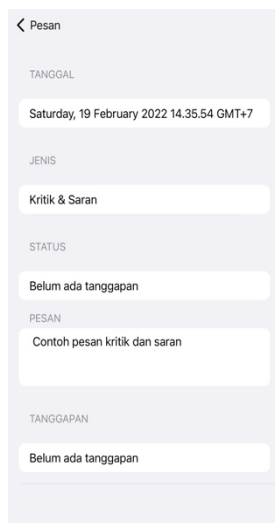 Pesan
TANGGAL
Saturday, 19 February 2022 14.35.54 GMT+7
JENIS
Kritik & Saran
STATUS
Belum ada tanggapan
PESAN
Contoh pesan kritik dan saran
TANGGAPAN
Belum ada tanggapan